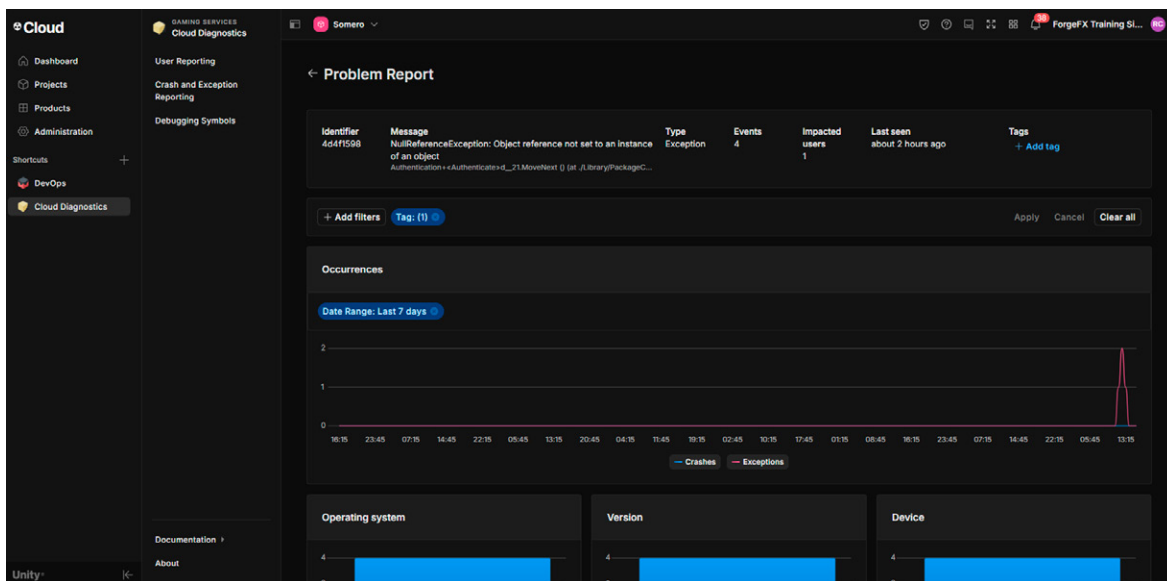 Cloud
Dashboard
Projects
Products
Administration
Shortcuts
DevOps
Cloud Diagnostics
Unity
GAMING SERVICES
Cloud Diagnostics
User Reporting
Crash and Exception
Reporting
Debugging Symbols
Documentation
About
Somero
38
ForgeFX Training Si...
RC
Problem Report
Identifier
4d4f1598
Message
NullReferenceException: Object reference not set to an instance
of an object
Authentication+<Authenticate>d__21.MoveNext () (at ./Library/PackageC...
Type
Exception
Events
4
Impacted
users
1
Last seen
about 2 hours ago
Tags
+ Add tag
+ Add filters
Tag: (1)
Apply
Cancel
Clear all
Occurrences
Date Range: Last 7 days
2
1
0
16:15 23:45 07:15 14:45 22:15 05:45 13:15 20:45 04:15 11:45 19:15 02:45 10:15 17:45 01:15 08:45 16:15 23:45 07:15 14:45 22:15 05:45 13:15
Crashes
Exceptions
Operating system
4
Version
4
Device
4